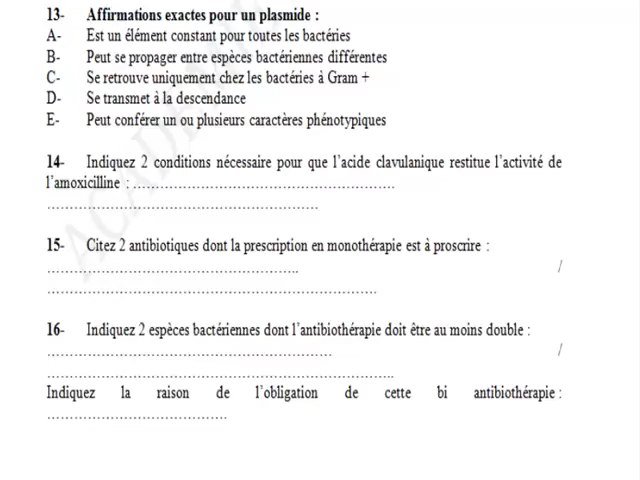 13- Affirmations exactes pour un plasmide :
A- Est un élément constant pour toutes les bactéries
B- Peut se propager entre espèces bactériennes différentes
C- Se retrouve uniquement chez les bactéries à Gram +
D- Se transmet à la descendance
E- Peut conférer un ou plusieurs caractères phénotypiques
14- Indiquez 2 conditions nécessaire pour que l'acide clavulanique restitue l'activité de
l'amoxicilline : ……………………………………………………
………………………………………………………
15- Citez 2 antibiotiques dont la prescription en monothérapie est à proscrire :
………………………………………………….. /
…………………………………………………………………
16- Indiquez 2 espèces bactériennes dont l'antibiothérapie doit être au moins double :
………………………………………………………… /
……………………………………………………………………..
Indiquez la raison de l'obligation de cette bi antibiothérapie :
……………………………………